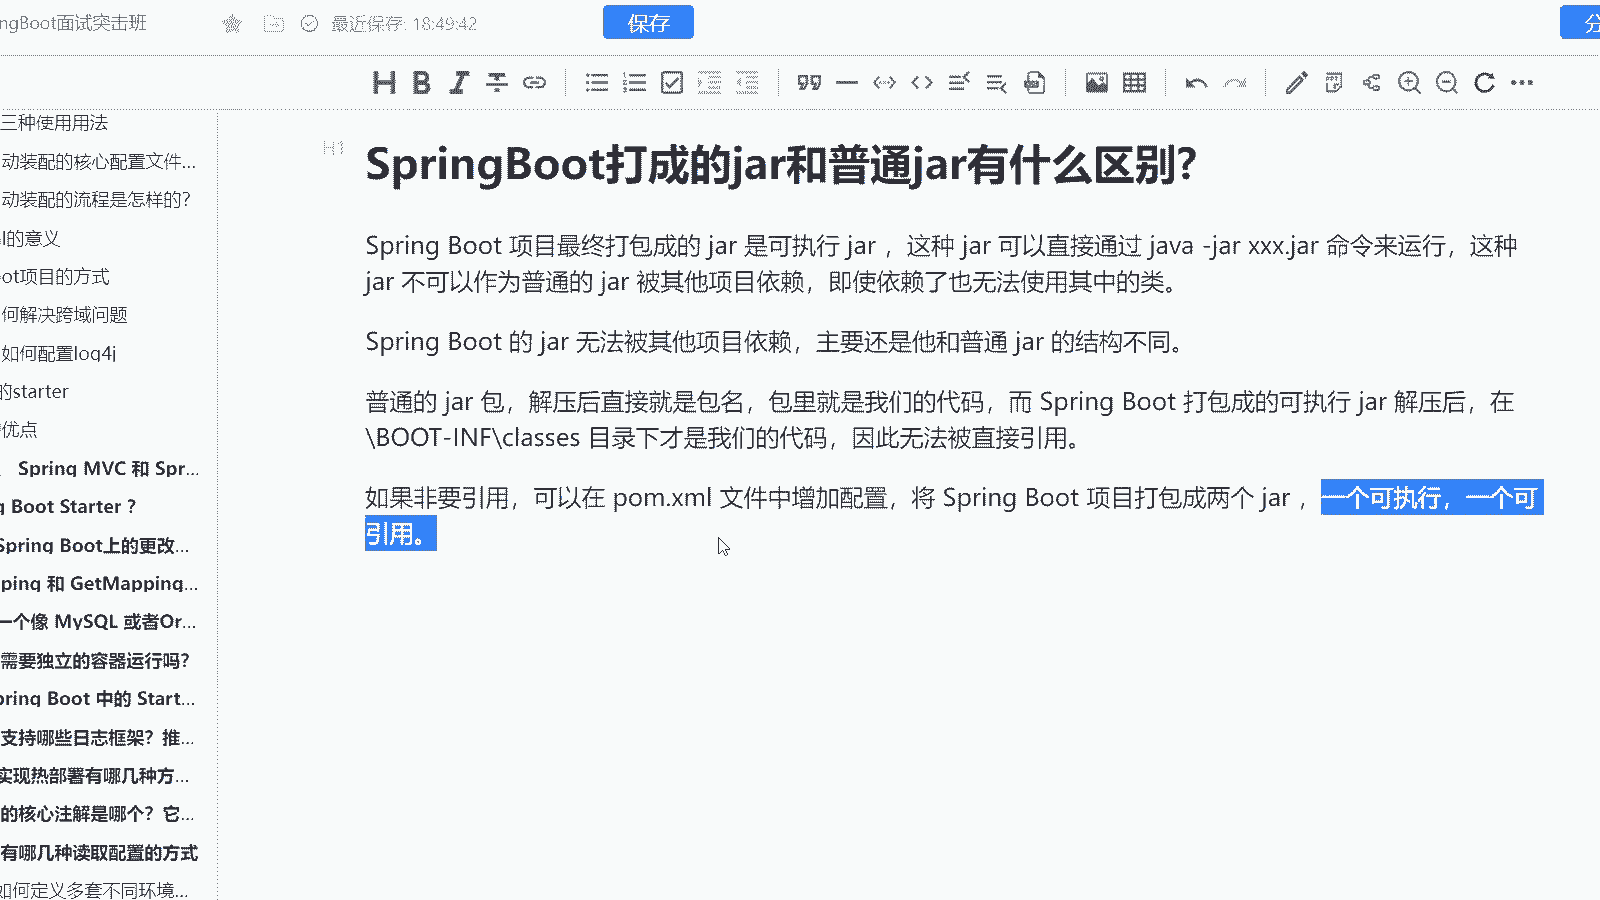 ngBoot面试突击班
最近保存: 18:49:42
保存
分
三种使用用法
动装配的核心配置文件...
动装配的流程是怎样的?
l的意义
ot项目的方式
何解决跨域问题
如何配置log4j
的starter
优点
Spring MVC 和 Spr...
g Boot Starter ?
Spring Boot上的更改...
ping 和 GetMapping...
一个像 MySQL 或者Or...
需要独立的容器运行吗?
pring Boot 中的 Start...
支持哪些日志框架? 推...
实现热部署有哪几种方...
的核心注解是哪个? 它...
有哪几种读取配置的方式
如何定义多套不同环境...
H1
SpringBoot打成的jar和普通jar有什么区别?
Spring Boot 项目最终打包成的 jar 是可执行 jar ，这种 jar 可以直接通过 java -jar xxx.jar 命令来运行，这种
jar 不可以作为普通的 jar 被其他项目依赖，即使依赖了也无法使用其中的类。
Spring Boot 的 jar 无法被其他项目依赖，主要还是他和普通 jar 的结构不同。
普通的 jar 包，解压后直接就是包名，包里就是我们的代码，而 Spring Boot 打包成的可执行 jar 解压后，在
\BOOT-INF\classes 目录下才是我们的代码，因此无法被直接引用。
如果非要引用，可以在 pom.xml 文件中增加配置，将 Spring Boot 项目打包成两个 jar ，一个可执行，一个可
引用。